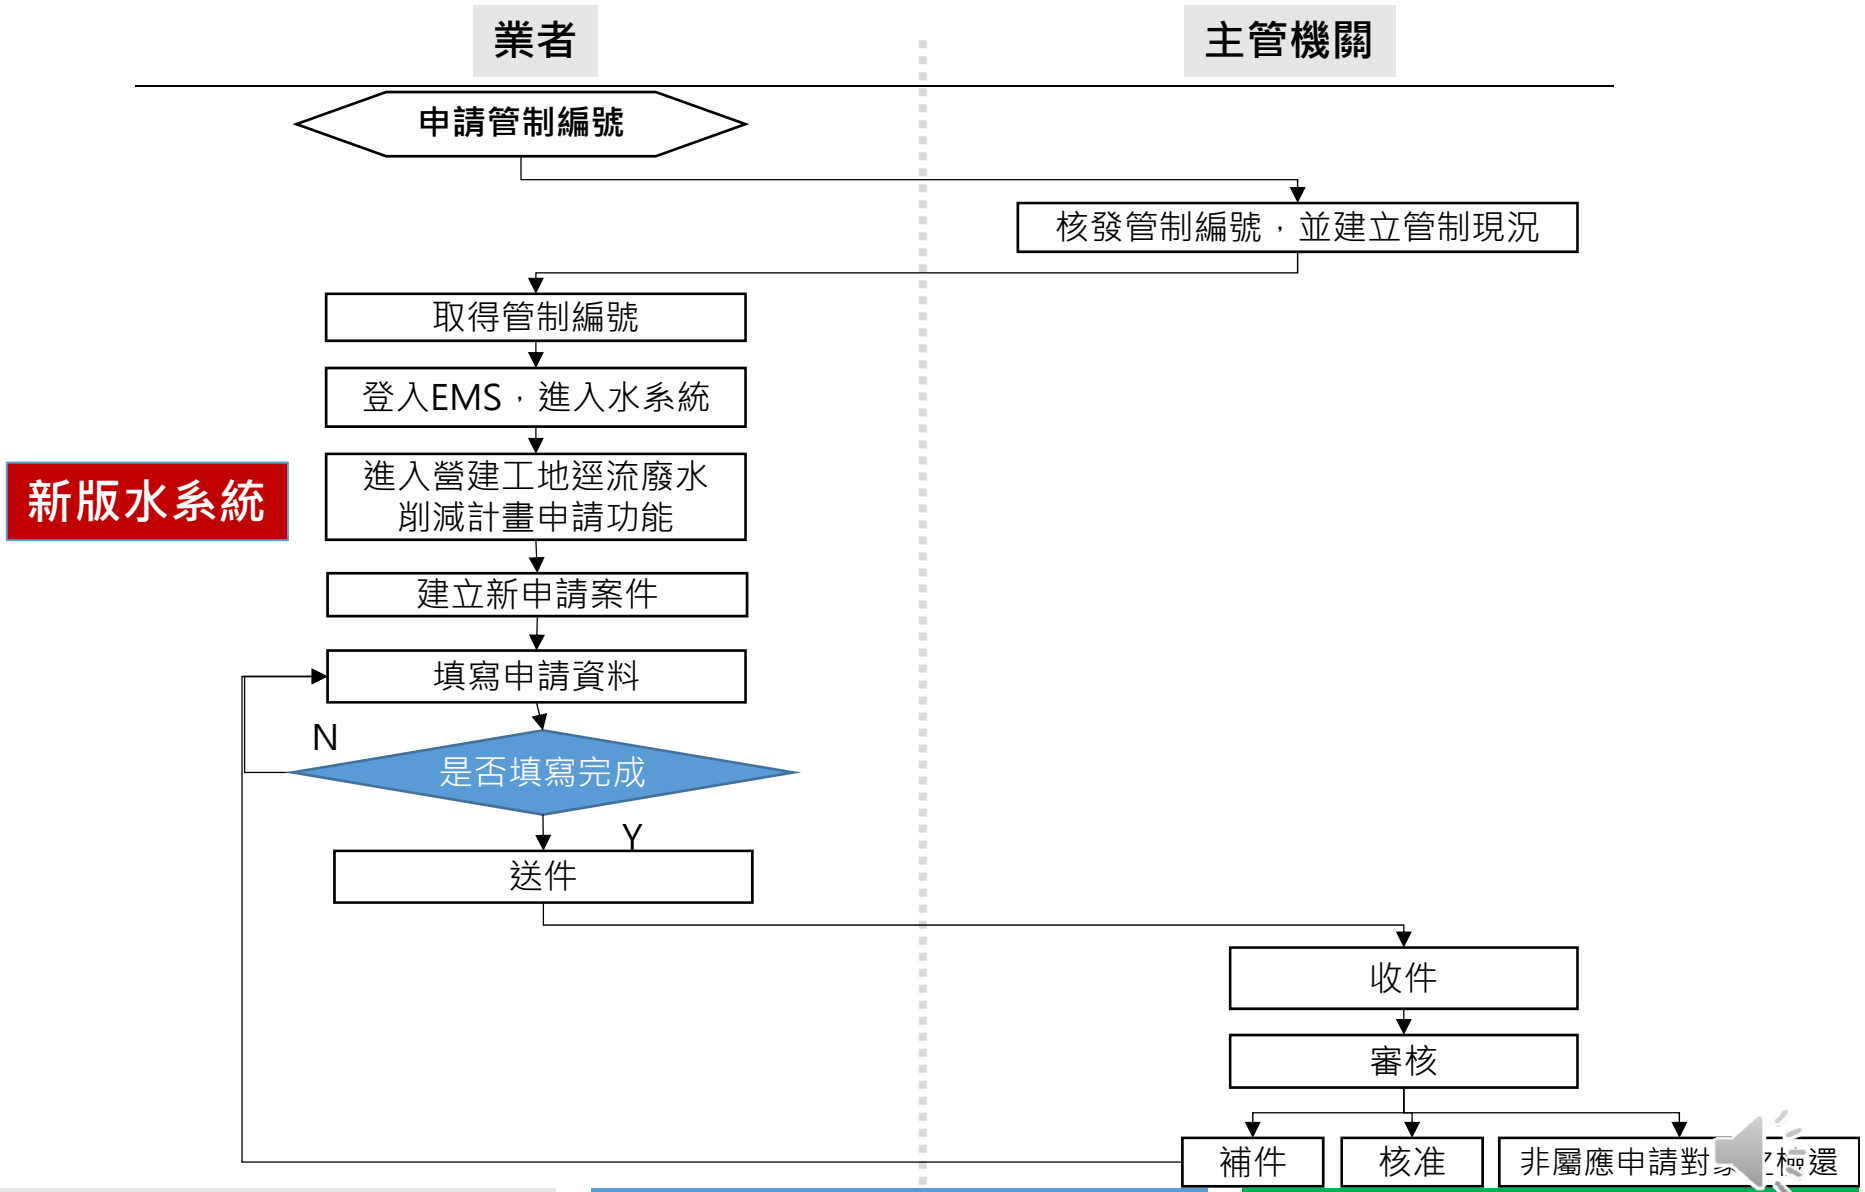 業者
主管機關
申請管制編號
核發管制編號，並建立管制現況
取得管制編號
登入EMS，進入水系統
新版水系統
進入營建工地逕流廢水
削減計畫申請功能
建立新申請案件
填寫申請資料
N
是否填寫完成
Y
送件
收件
審核
補件
核准
非屬應申請對象之檢還